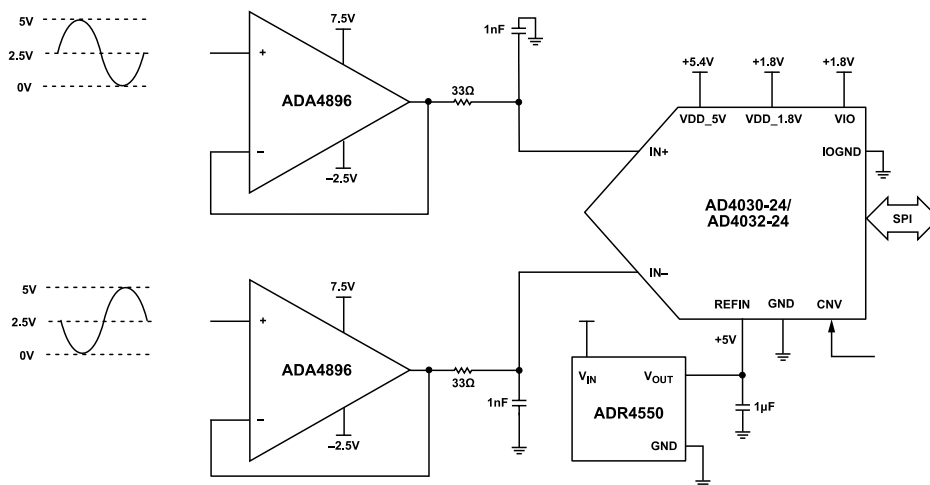 5V
2.5V
0V
+
–
7.5V
ADA4896
–2.5V
33Ω
1nF
+5.4V
+1.8V
+1.8V
VDD_5V
VDD_1.8V
VIO
IN+
IOGND
AD4030-24/
AD4032-24
SPI
IN–
REFIN
GND
CNV
+5V
5V
2.5V
0V
+
–
7.5V
ADA4896
–2.5V
33Ω
1nF
VIN
VOUT
ADR4550
GND
1µF